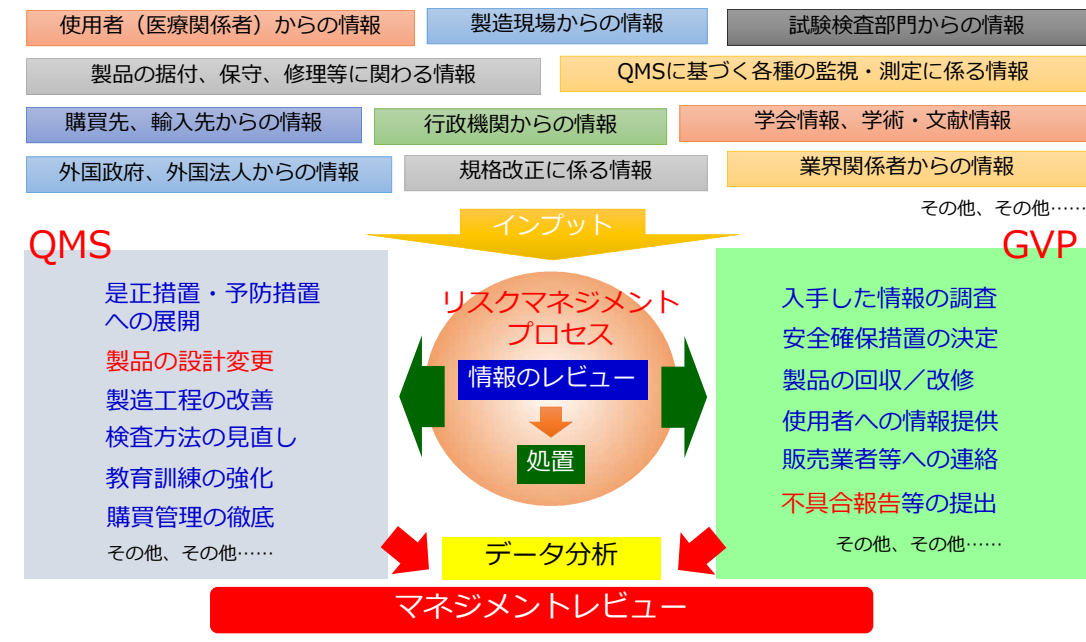 使用者（医療関係者）からの情報
製造現場からの情報
試験検査部門からの情報
製品の据付、保守、修理等に関わる情報
QMSに基づく各種の監視・測定に係る情報
購買先、輸入先からの情報
行政機関からの情報
学会情報、学術・文献情報
外国政府、外国法人からの情報
規格改正に係る情報
業界関係者からの情報
その他、その他……
インプット
QMS
是正措置・予防措置
への展開
製品の設計変更
製造工程の改善
検査方法の見直し
教育訓練の強化
購買管理の徹底
その他、その他……
リスクマネジメント
プロセス
情報のレビュー
処置
GVP
入手した情報の調査
安全確保措置の決定
製品の回収／改修
使用者への情報提供
販売業者等への連絡
不具合報告等の提出
その他、その他……
データ分析
マネジメントレビュー